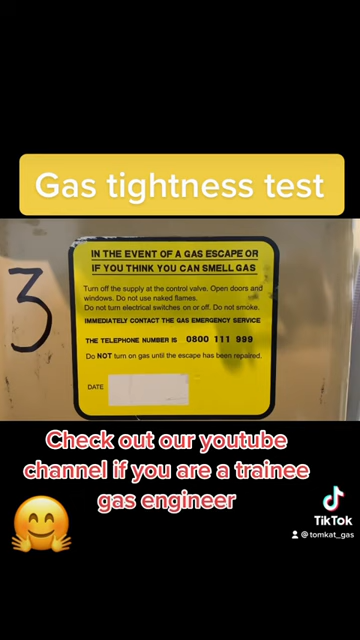 Gas tightness test
3
IN THE EVENT OF A GAS ESCAPE OR
IF YOU THINK YOU CAN SMELL GAS
Turn off the supply at the control valve. Open doors and
windows. Do not use naked flames.
Do not turn electrical switches on or off. Do not smoke.
IMMEDIATELY CONTACT THE GAS EMERGENCY SERVICE
THE TELEPHONE NUMBER IS 0800 111 999
Do NOT turn on gas until the escape has been repaired.
DATE
Check out our youtube
channel if you are a trainee
gas engineer
TikTok
@tomkat_gas